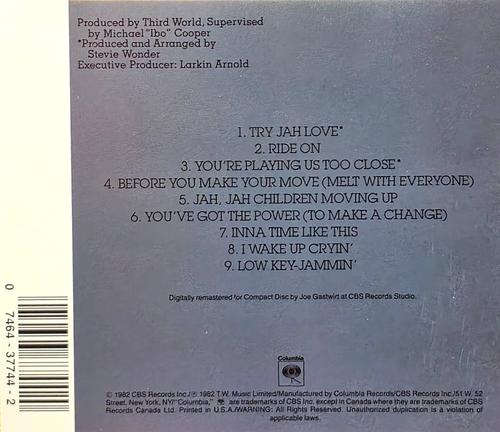 Produced by Third World, Supervised
by Michael "Ibo" Cooper
*Produced and Arranged by
Stevie Wonder
Executive Producer: Larkin Arnold
1. TRY JAH LOVE*
2. RIDE ON
3. YOU'RE PLAYING US TOO CLOSE*
4. BEFORE YOU MAKE YOUR MOVE (MELT WITH EVERYONE)
5. JAH, JAH CHILDREN MOVING UP
6. YOU'VE GOT THE POWER (TO MAKE A CHANGE)
7. INNA TIME LIKE THIS
8. I WAKE UP CRYIN'
9. LOW KEY-JAMMIN'
Digitally remastered for Compact Disc by Joe Gastwirt at CBS Records Studio.
Columbia
© 1982 CBS Records Inc./℗ 1982 T.W. Music Limited/Manufactured by Columbia Records/CBS Records Inc./51 W. 52
Street, New York, NY/"Columbia," are trademarks of CBS Inc. except in Canada where they are trademarks of CBS
Records Canada Ltd. Printed in U.S.A./WARNING: All Rights Reserved. Unauthorized duplication is a violation of
applicable laws.
0 7464-37744-2